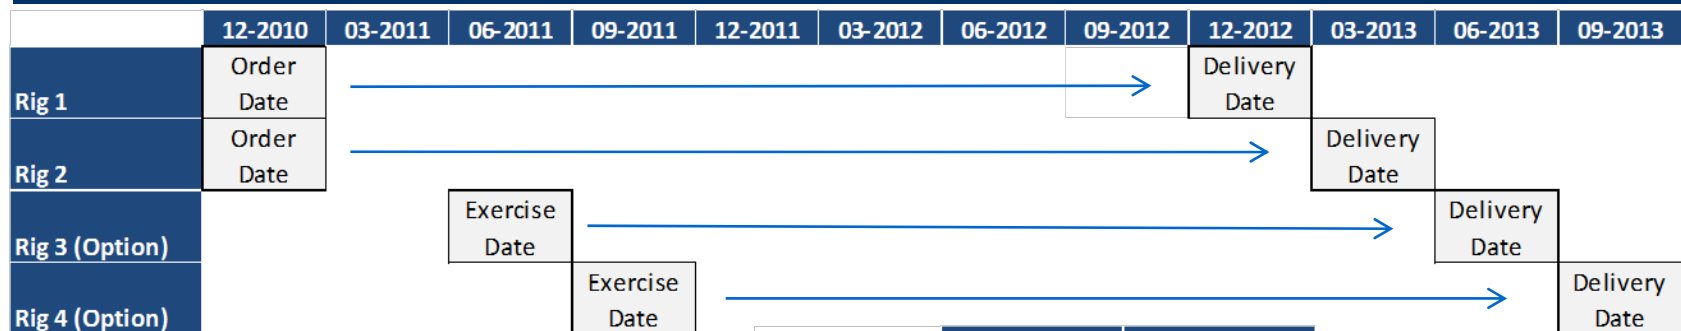 12-2010 03-2011 06-2011 09-2011 12-2011 03-2012 06-2012 09-2012 12-2012 03-2013 06-2013 09-2013
Order Delivery
Rig 1 Date Date
Order Delivery
Rig 2 Date Date
Exercise Delivery
Rig 3 (Option) Date Date
Exercise Delivery
Rig 4 (Option) Date Date